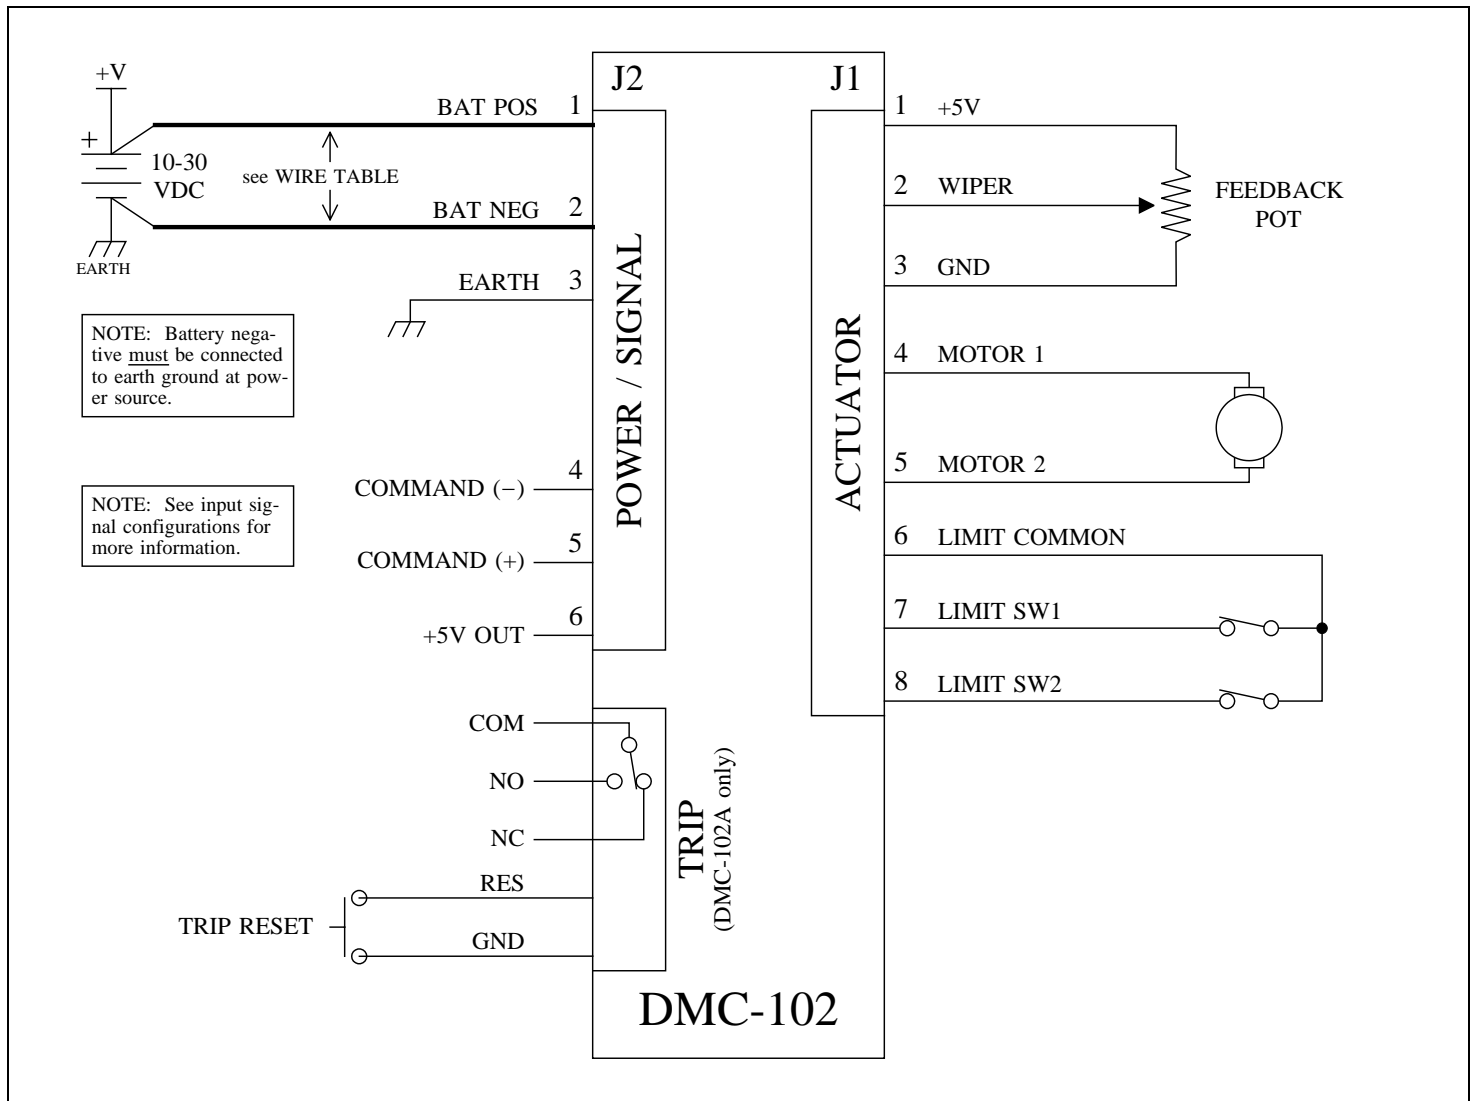 J2
J1
+V
+
10-30
VDC
EARTH
see WIRE TABLE
BAT POS 1
BAT NEG 2
EARTH 3
NOTE: Battery nega-
tive must be connected
to earth ground at pow-
er source.
NOTE: See input sig-
nal configurations for
more information.
COMMAND (−) 4
COMMAND (+) 5
+5V OUT 6
POWER / SIGNAL
COM
NO
NC
RES
GND
TRIP RESET
TRIP
(DMC-102A only)
ACTUATOR
1 +5V
2 WIPER
3 GND
FEEDBACK
POT
4 MOTOR 1
5 MOTOR 2
6 LIMIT COMMON
7 LIMIT SW1
8 LIMIT SW2
DMC-102